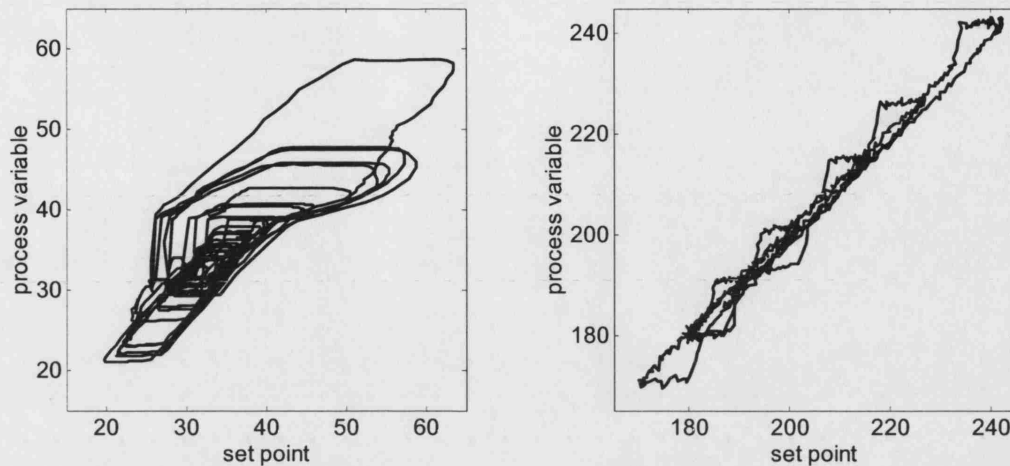 60
50
40
30
20
process variable
20 30 40 50 60
set point
240
220
200
180
process variable
180 200 220 240
set point